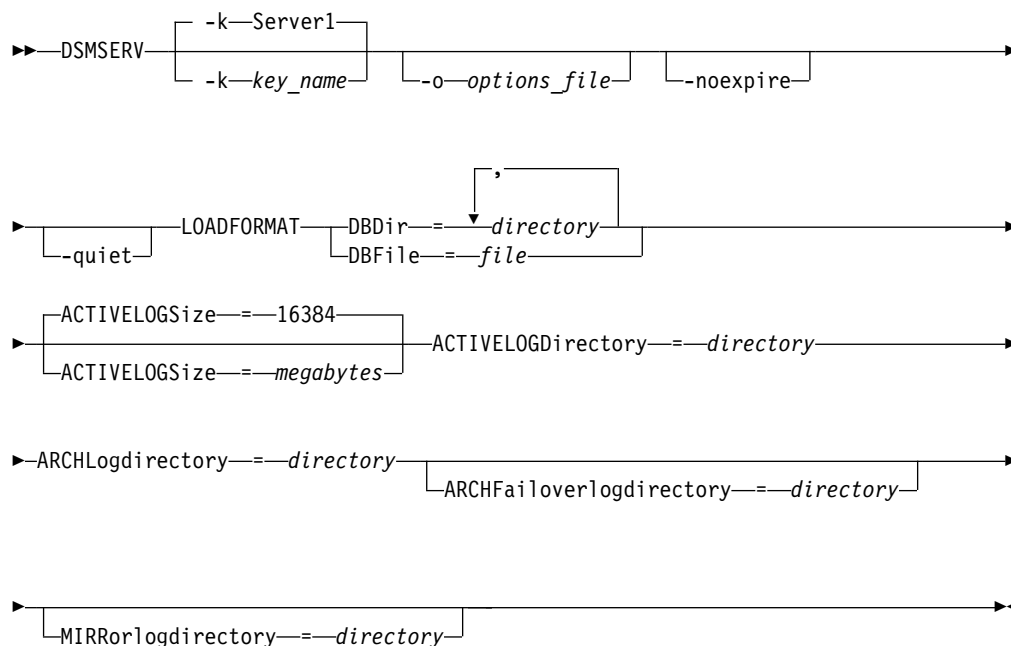 -k Server1
DSMSERV
-k key_name
-o options_file
-noexpire
-quiet
LOADFORMAT
DBDir = directory
,
DBFile = file
ACTIVELOGSize = 16384
ACTIVELOGSize = megabytes
ACTIVELOGDirectory = directory
ARCHLogdirectory = directory
ARCHFailoverlogdirectory = directory
MIRRorlogdirectory = directory